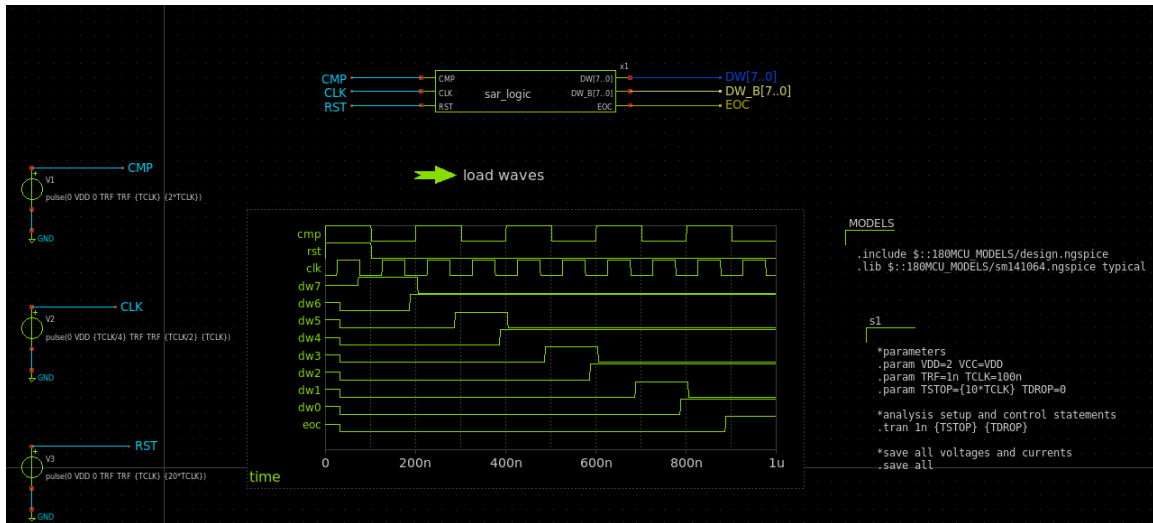 x1
CMP CMP DW[7..0] DW[7..0]
CLK CLK sar_logic DW_B[7..0] DW_B[7..0]
RST RST EOC EOC
CMP
V1
pulse(0 VDD 0 TRF TRF {TCLK} {2*TCLK})
GND
load waves
CLK
V2
pulse(0 VDD {TCLK/4} TRF TRF {TCLK/2} {TCLK})
GND
RST
V3
pulse(0 VDD 0 TRF TRF {TCLK} {20*TCLK})
GND
cmp
rst
clk
dw7
dw6
dw5
dw4
dw3
dw2
dw1
dw0
eoc
0 200n 400n 600n 800n 1u
time
MODELS
.include $::180MCU_MODELS/design.ngspice
.lib $::180MCU_MODELS/sm141064.ngspice typical
s1
*parameters
.param VDD=2 VCC=VDD
.param TRF=1n TCLK=100n
.param TSTOP={10*TCLK} TDROP=0
*analysis setup and control statements
.tran 1n {TSTOP} {TDROP}
*save all voltages and currents
.save all